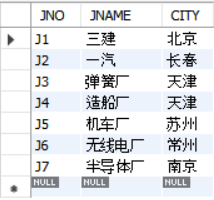 JNO JNAME CITY
J1 三建 北京
J2 一汽 长春
J3 弹簧厂 天津
J4 造船厂 天津
J5 机车厂 苏州
J6 无线电厂 常州
J7 半导体厂 南京
NULL NULL NULL